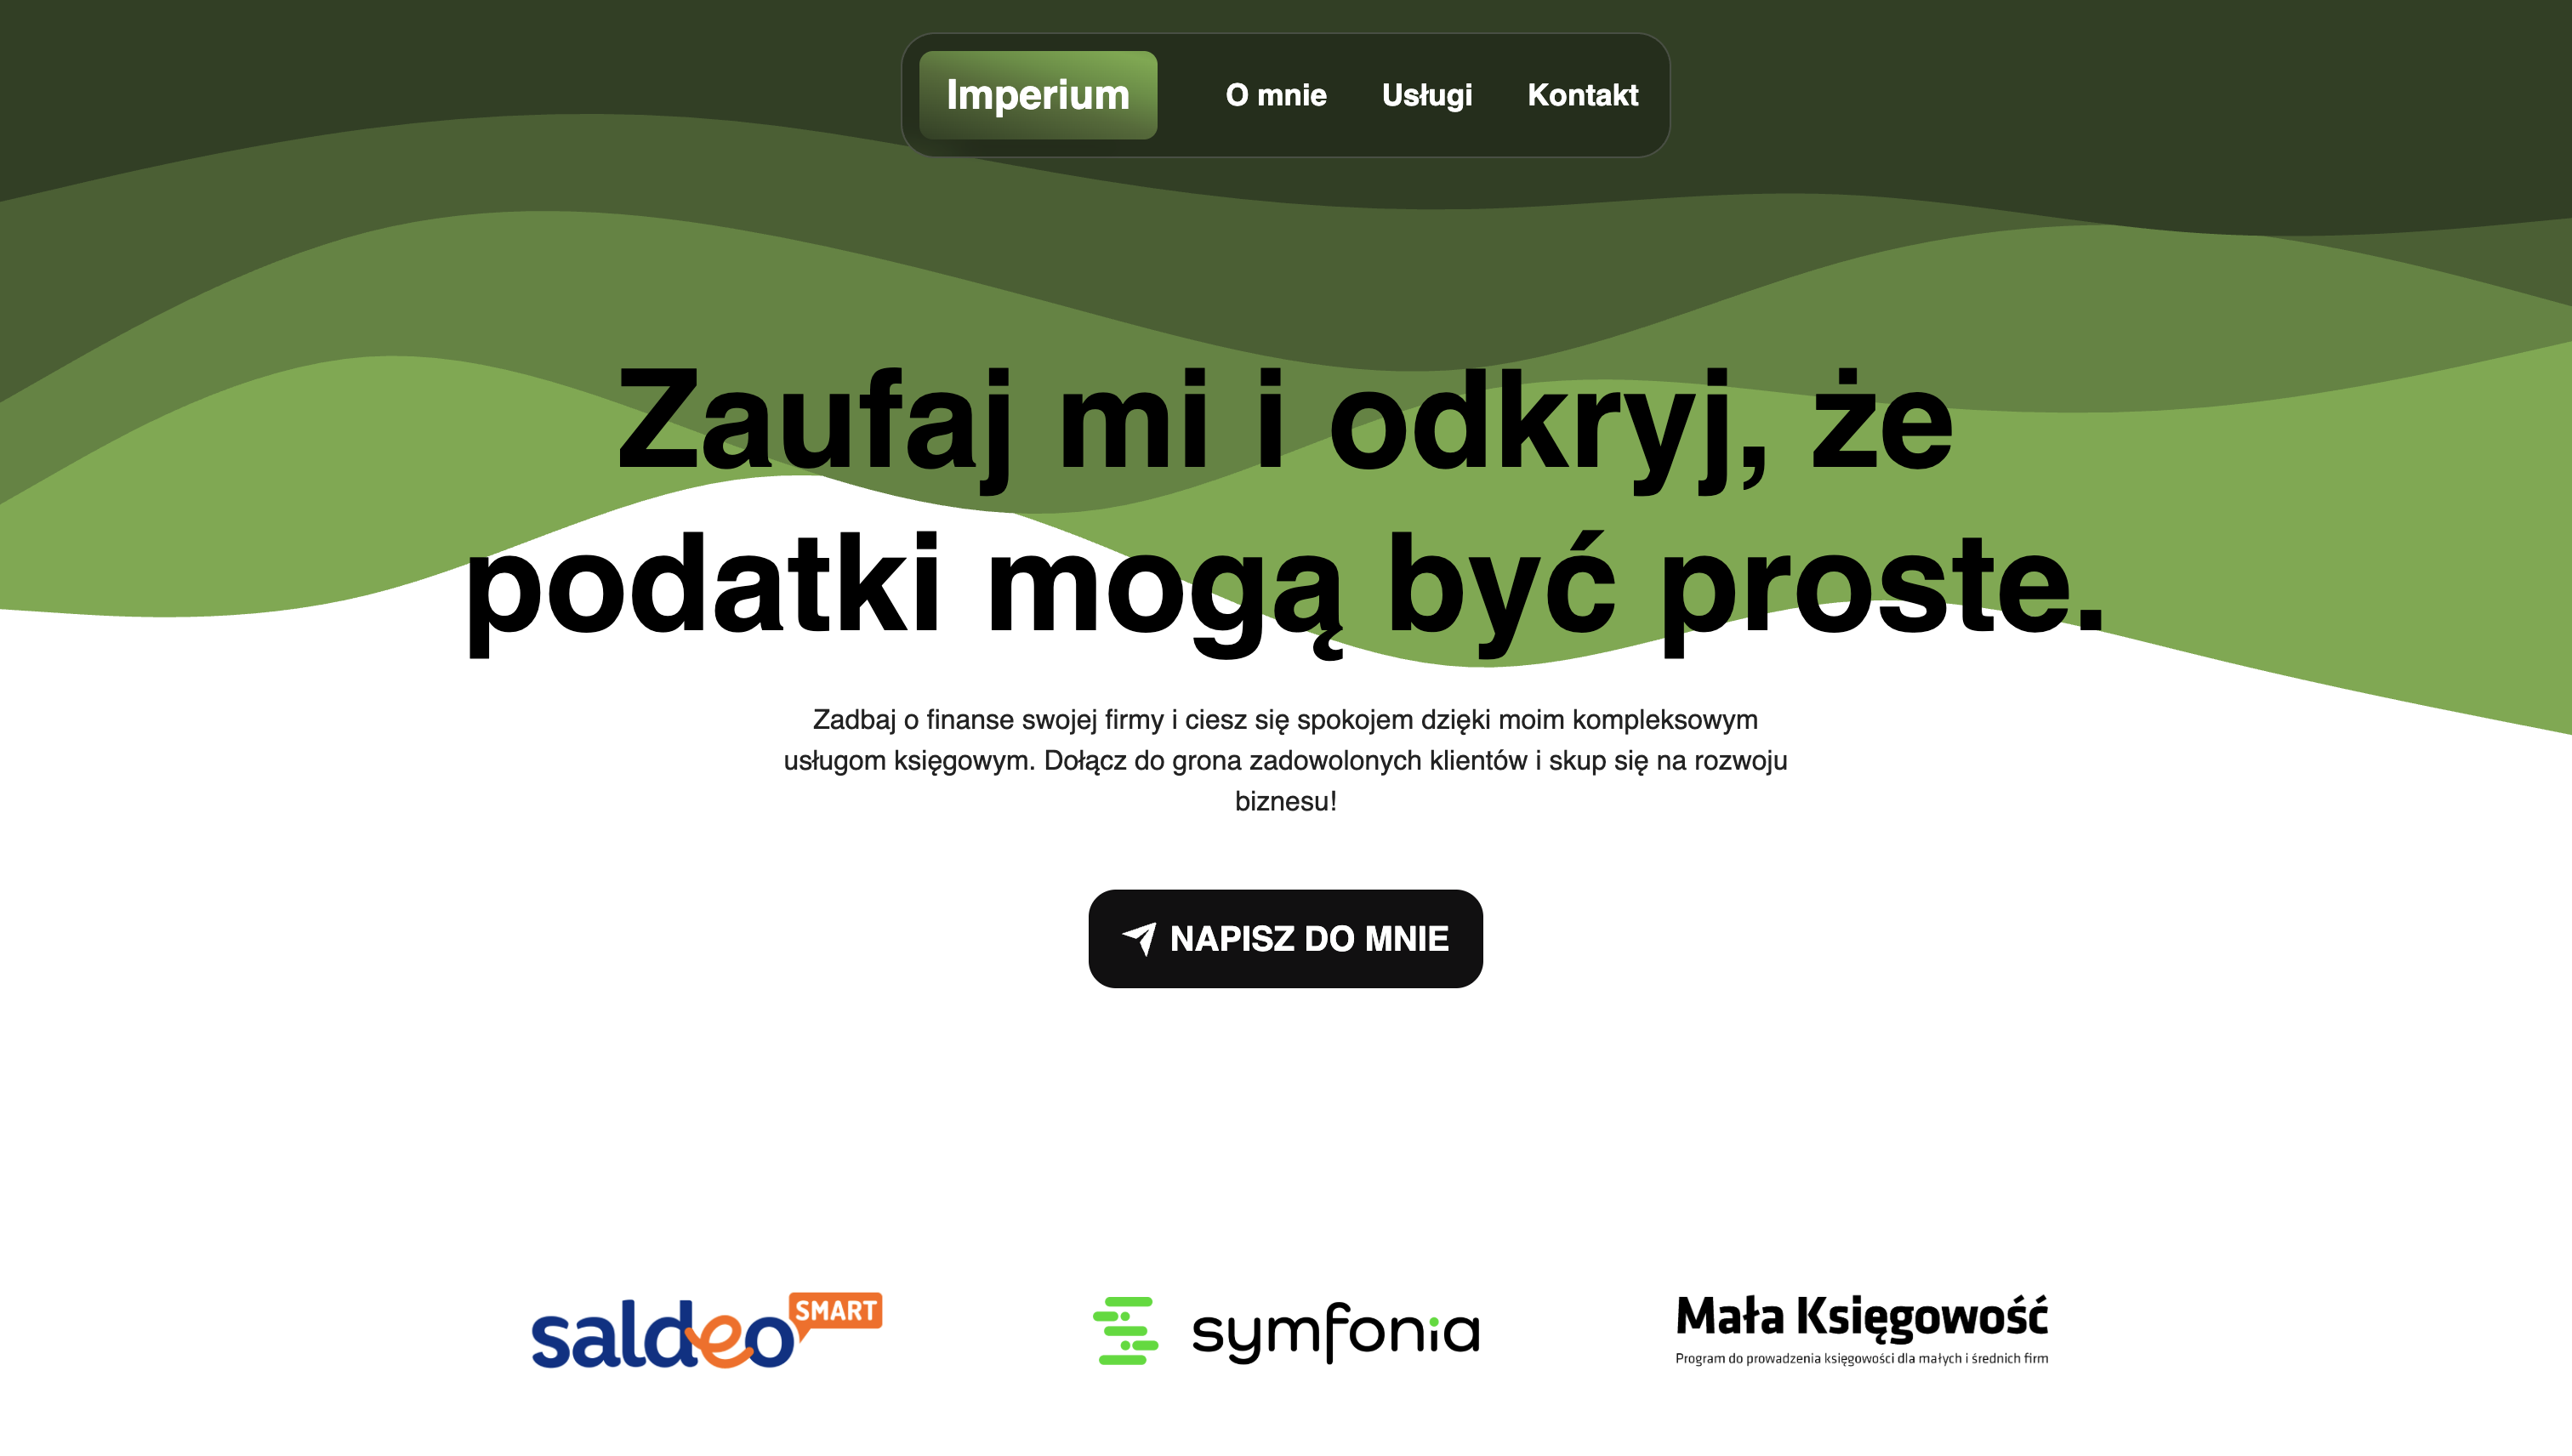 Imperium
O mnie
Usługi
Kontakt
Zaufaj mi i odkryj, że
podatki mogą być proste.
Zadbaj o finanse swojej firmy i ciesz się spokojem dzięki moim kompleksowym
usługom księgowym. Dołącz do grona zadowolonych klientów i skup się na rozwoju
biznesu!
NAPISZ DO MNIE
saldeo SMART
symfonia
Mała Księgowość
Program do prowadzenia księgowości dla małych i średnich firm